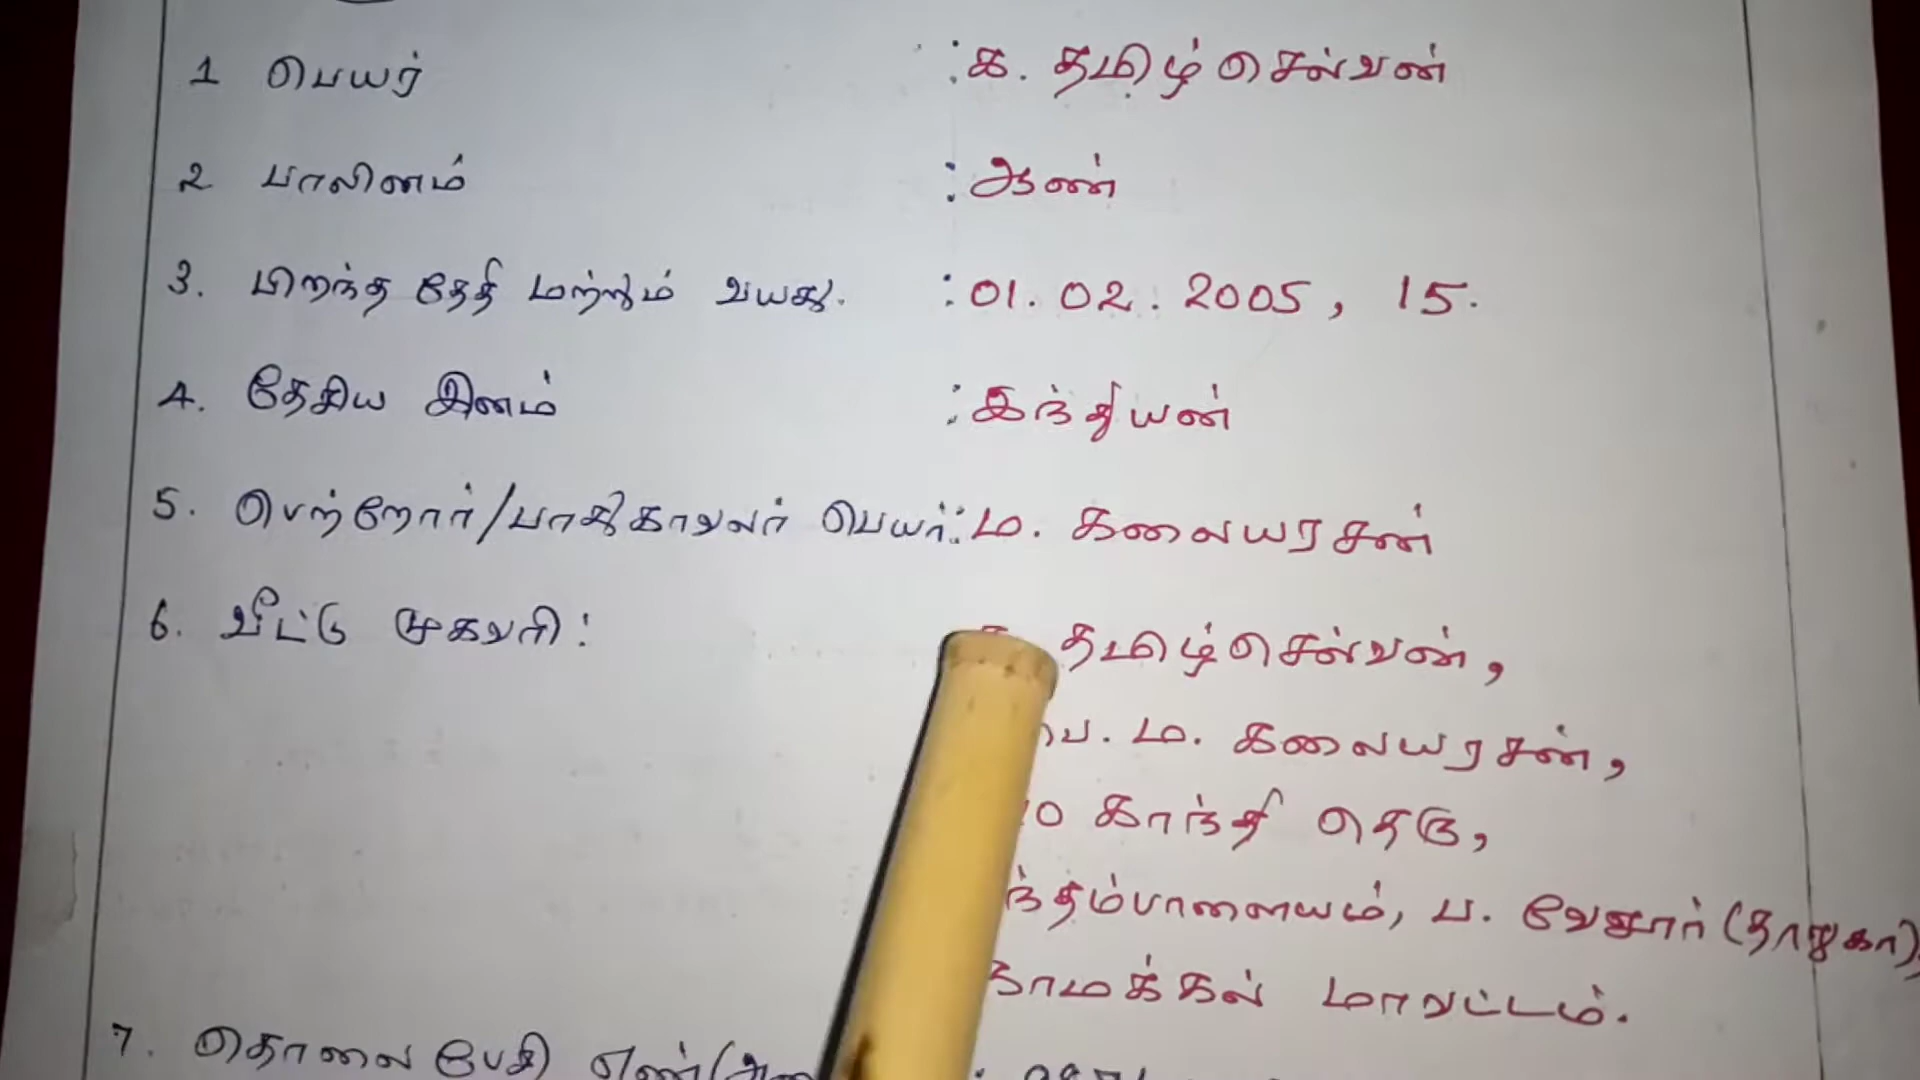 1 பெயர் : க. தமிழ்செல்வன்
2 பாலினம் : ஆண்
3. பிறந்த தேதி மற்றும் வயது. : 01. 02. 2005, 15.
4. தேசிய இனம் : இந்தியன்
5. பெற்றோர்/பாதுகாவலர் பெயர்: ம. கலையரசன்
6. வீட்டு முகவரி: தமிழ்செல்வன்,
பெ. ம. கலையரசன்,
காந்தி தெரு,
ப. வேலூர் (தாலுகா),
நாமக்கல் மாவட்டம்.
7. தொலைபேசி எண்